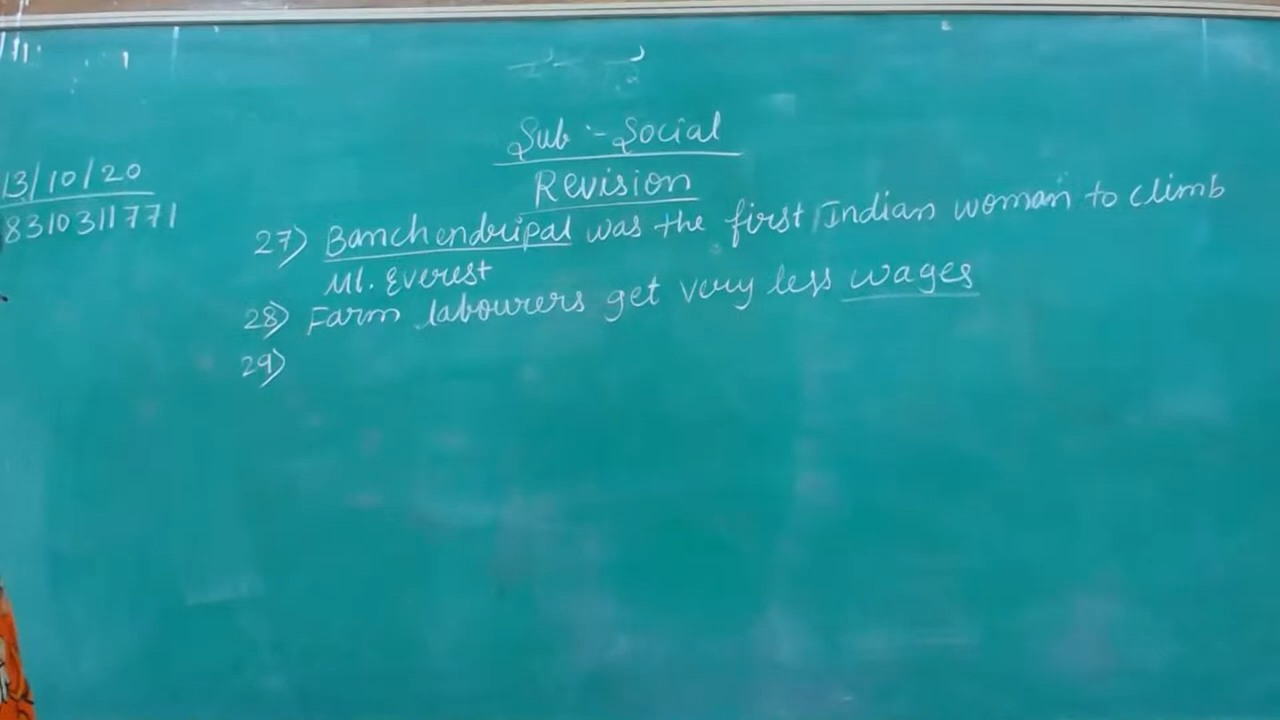 Sub :- Social
Revision
13/10/20
8310311771
27) Banchendripal was the first Indian woman to climb
Mt. Everest
28) Farm labourers get very less wages
29)